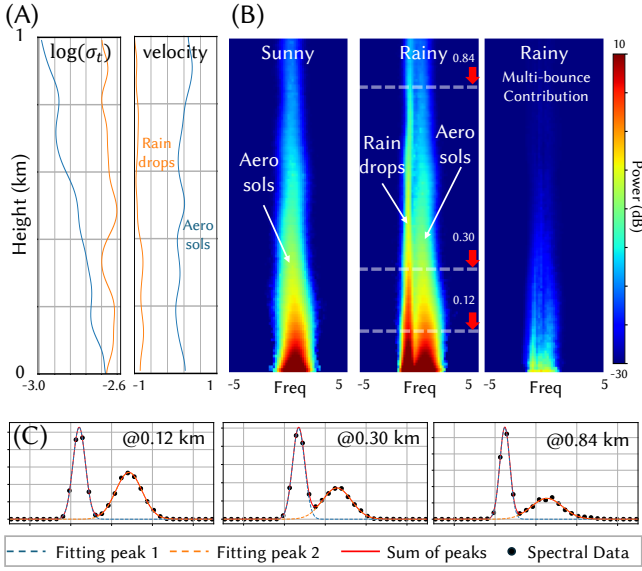 (A)
log(σₜ)
velocity
Height (km)
1
0
Rain
drops
Aero
sols
-3.0
-2.6
-1
1
(B)
Sunny
Rainy
Rainy
Multi-bounce
Contribution
0.84
0.30
0.12
Aero
sols
Rain
drops
Aero
sols
-5
Freq
5
-5
Freq
5
-5
Freq
5
10
Power (dB)
-30
(C)
@0.12 km
@0.30 km
@0.84 km
Fitting peak 1
Fitting peak 2
Sum of peaks
Spectral Data